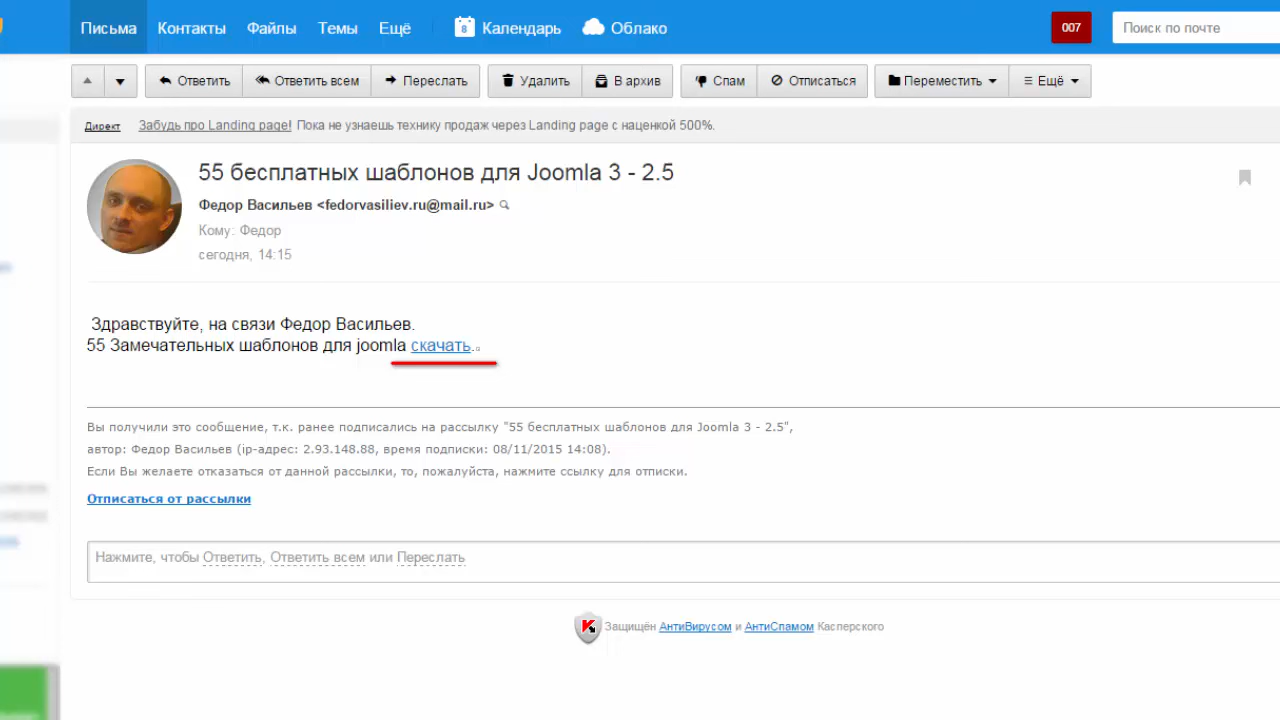 Письма Контакты Файлы Темы Ещё 8 Календарь Облако 007 Поиск по почте
Ответить Ответить всем Переслать Удалить В архив Спам Отписаться Переместить Ещё
Директ Забудь про Landing page! Пока не узнаешь технику продаж через Landing page с наценкой 500%.
55 бесплатных шаблонов для Joomla 3 - 2.5
Федор Васильев <fedorvasiliev.ru@mail.ru>
Кому: Федор
сегодня, 14:15
Здравствуйте, на связи Федор Васильев.
55 Замечательных шаблонов для joomla скачать.
Вы получили это сообщение, т.к. ранее подписались на рассылку "55 бесплатных шаблонов для Joomla 3 - 2.5",
автор: Федор Васильев (ip-адрес: 2.93.148.88, время подписки: 08/11/2015 14:08).
Если Вы желаете отказаться от данной рассылки, то, пожалуйста, нажмите ссылку для отписки.
Отписаться от рассылки
Нажмите, чтобы Ответить, Ответить всем или Переслать
Защищён АнтиВирусом и АнтиСпамом Касперского